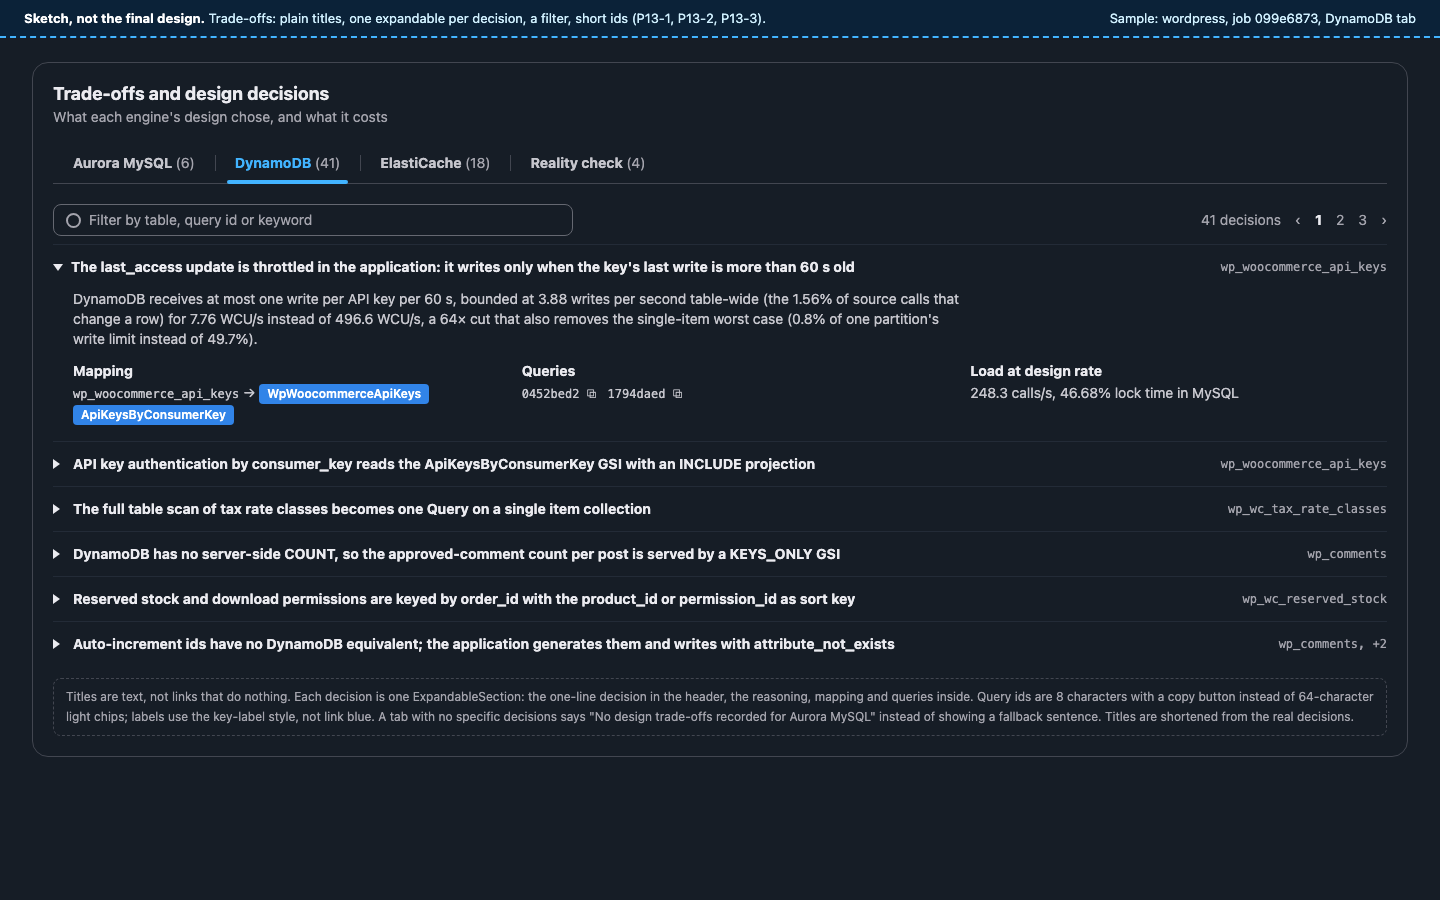 Sketch, not the final design. Trade-offs: plain titles, one expandable per decision, a filter, short ids (P13-1, P13-2, P13-3).
Sample: wordpress, job 099e6873, DynamoDB tab
Trade-offs and design decisions
What each engine's design chose, and what it costs
Aurora MySQL (6)
DynamoDB (41)
ElastiCache (18)
Reality check (4)
Filter by table, query id or keyword
41 decisions ‹ 1 2 3 ›
The last_access update is throttled in the application: it writes only when the key's last write is more than 60 s old
wp_woocommerce_api_keys
DynamoDB receives at most one write per API key per 60 s, bounded at 3.88 writes per second table-wide (the 1.56% of source calls that
change a row) for 7.76 WCU/s instead of 496.6 WCU/s, a 64× cut that also removes the single-item worst case (0.8% of one partition's
write limit instead of 49.7%).
Mapping
wp_woocommerce_api_keys → WpWoocommerceApiKeys
ApiKeysByConsumerKey
Queries
0452bed2 1794daed
Load at design rate
248.3 calls/s, 46.68% lock time in MySQL
API key authentication by consumer_key reads the ApiKeysByConsumerKey GSI with an INCLUDE projection
wp_woocommerce_api_keys
The full table scan of tax rate classes becomes one Query on a single item collection
wp_wc_tax_rate_classes
DynamoDB has no server-side COUNT, so the approved-comment count per post is served by a KEYS_ONLY GSI
wp_comments
Reserved stock and download permissions are keyed by order_id with the product_id or permission_id as sort key
wp_wc_reserved_stock
Auto-increment ids have no DynamoDB equivalent; the application generates them and writes with attribute_not_exists
wp_comments, +2
Titles are text, not links that do nothing. Each decision is one ExpandableSection: the one-line decision in the header, the reasoning, mapping and queries inside. Query ids are 8 characters with a copy button instead of 64-character
light chips; labels use the key-label style, not link blue. A tab with no specific decisions says "No design trade-offs recorded for Aurora MySQL" instead of showing a fallback sentence. Titles are shortened from the real decisions.